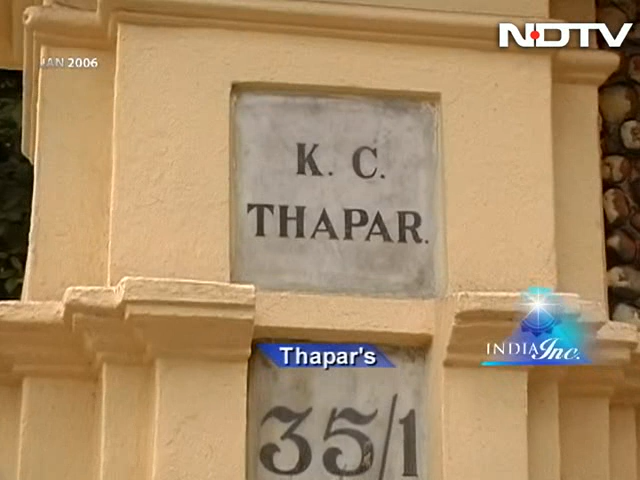 NDTV
JAN 2006
K. C.
THAPAR.
INDIA Inc.
Thapar's
35/1